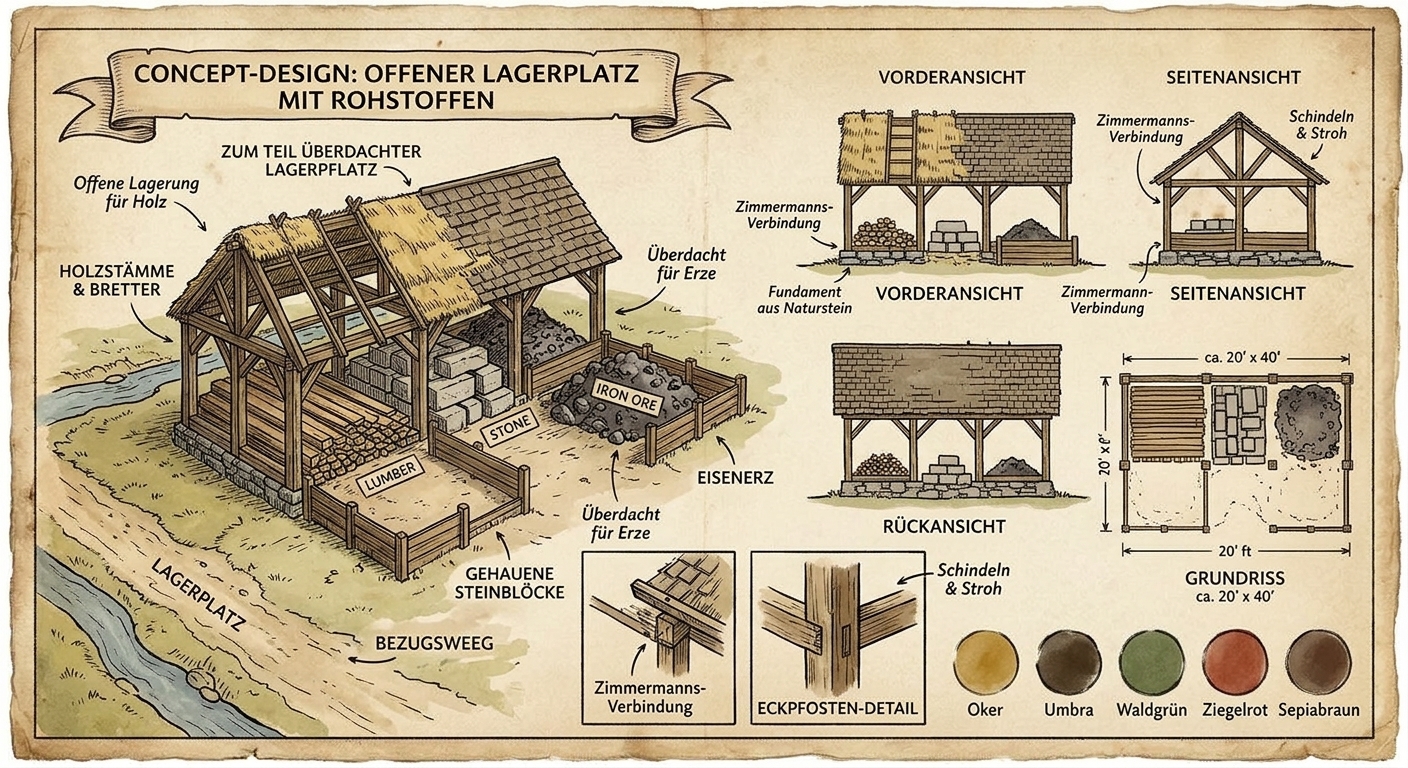 CONCEPT-DESIGN: OFFENER LAGERPLATZ
MIT ROHSTOFFEN
ZUM TEIL ÜBERDACHTER
LAGERPFLATZ
Offene Lagerung
für Holz
HOLZSTÄMME
& BRETTER
Überdacht
für Erze
IRON ORE
STONE
LUMBER
EISENERZ
Überdacht
für Erze
GEHAUENE
STEINBLÖCKE
LAGERPLATZ
BEZUGSWEEG
VORDERANSICHT
Zimmermanns-
Verbindung
Fundament
aus Naturstein
VORDERANSICHT
SEITENANSICHT
Zimmermanns-
Verbindung
Schindeln
& Stroh
Zimmermann-
Verbindung
SEITENANSICHT
RÜCKANSICHT
ca. 20' x 40'
20' ft
GRUNDRISS
ca. 20' x 40'
Zimmermanns-
Verbindung
Schindeln
& Stroh
ECKPFOSTEN-DETAIL
Oker
Umbra
Waldgrün
Ziegelrot
Sepiabraun